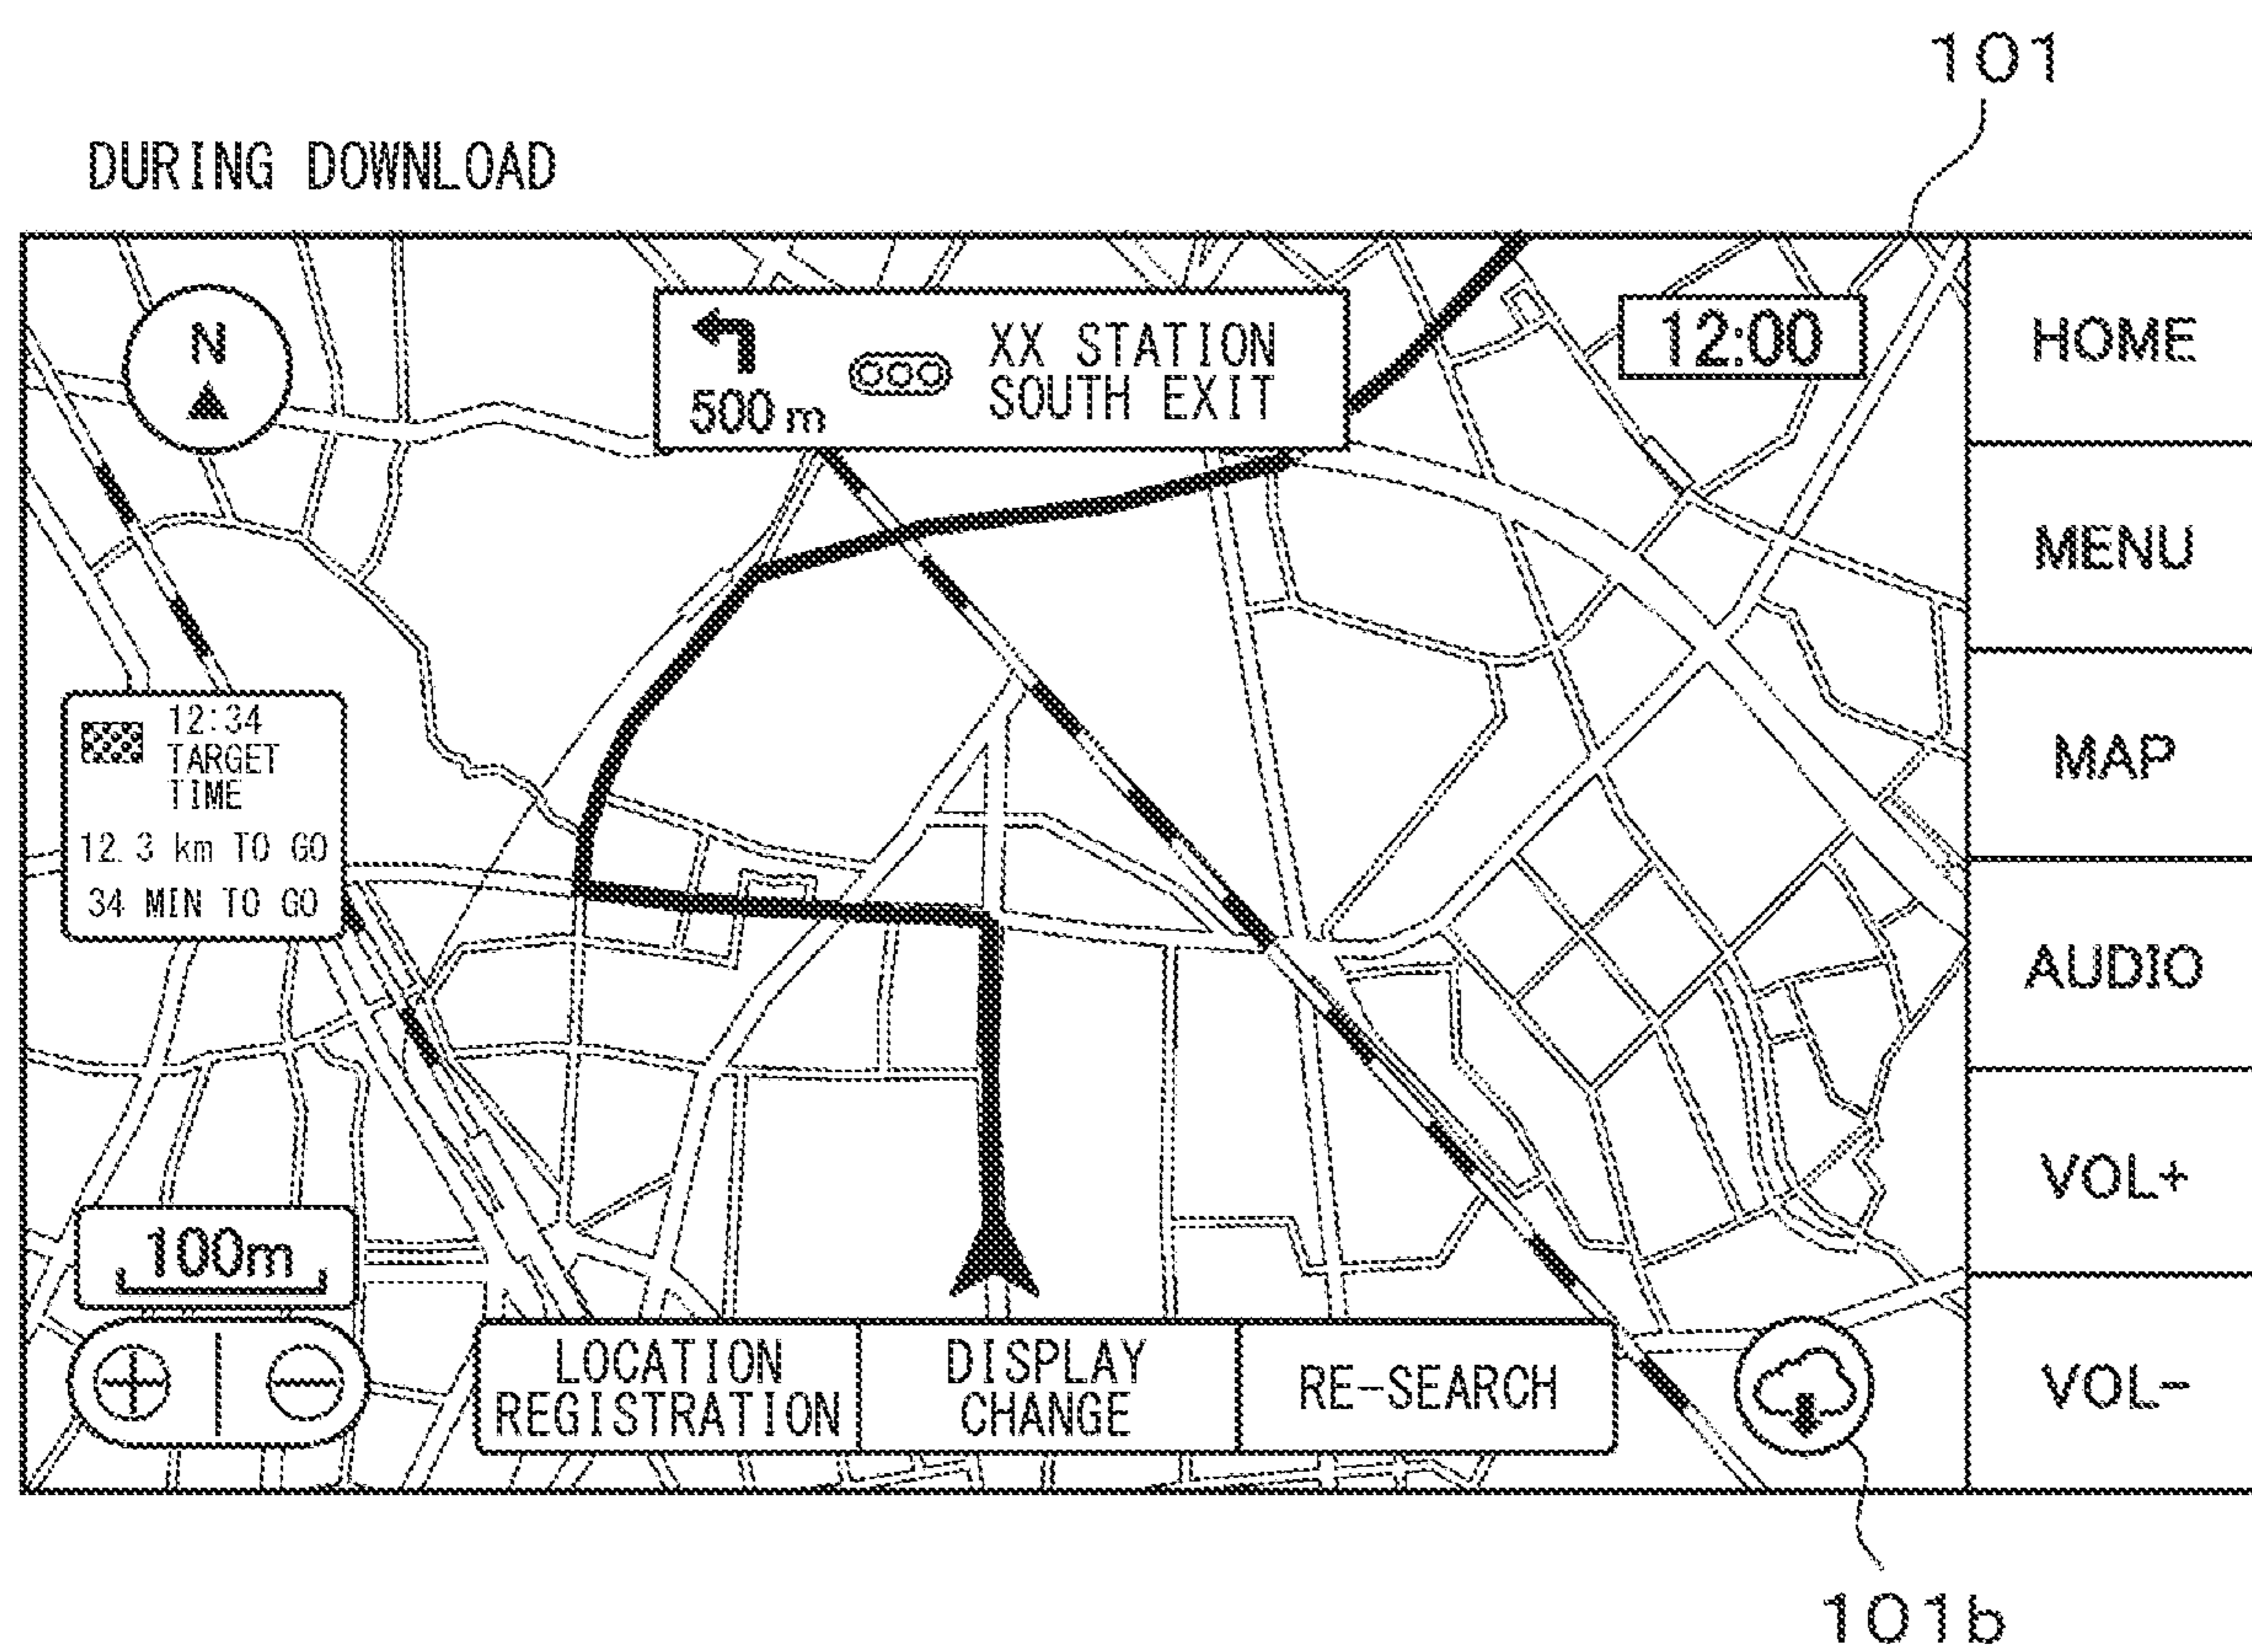 101
DURING DOWNLOAD
N
500 m
XX STATION
SOUTH EXIT
12:00
HOME
MENU
MAP
AUDIO
VOL+
VOL-
12:34
TARGET
TIME
12.3 km TO GO
34 MIN TO GO
100m
LOCATION
REGISTRATION
DISPLAY
CHANGE
RE-SEARCH
101b